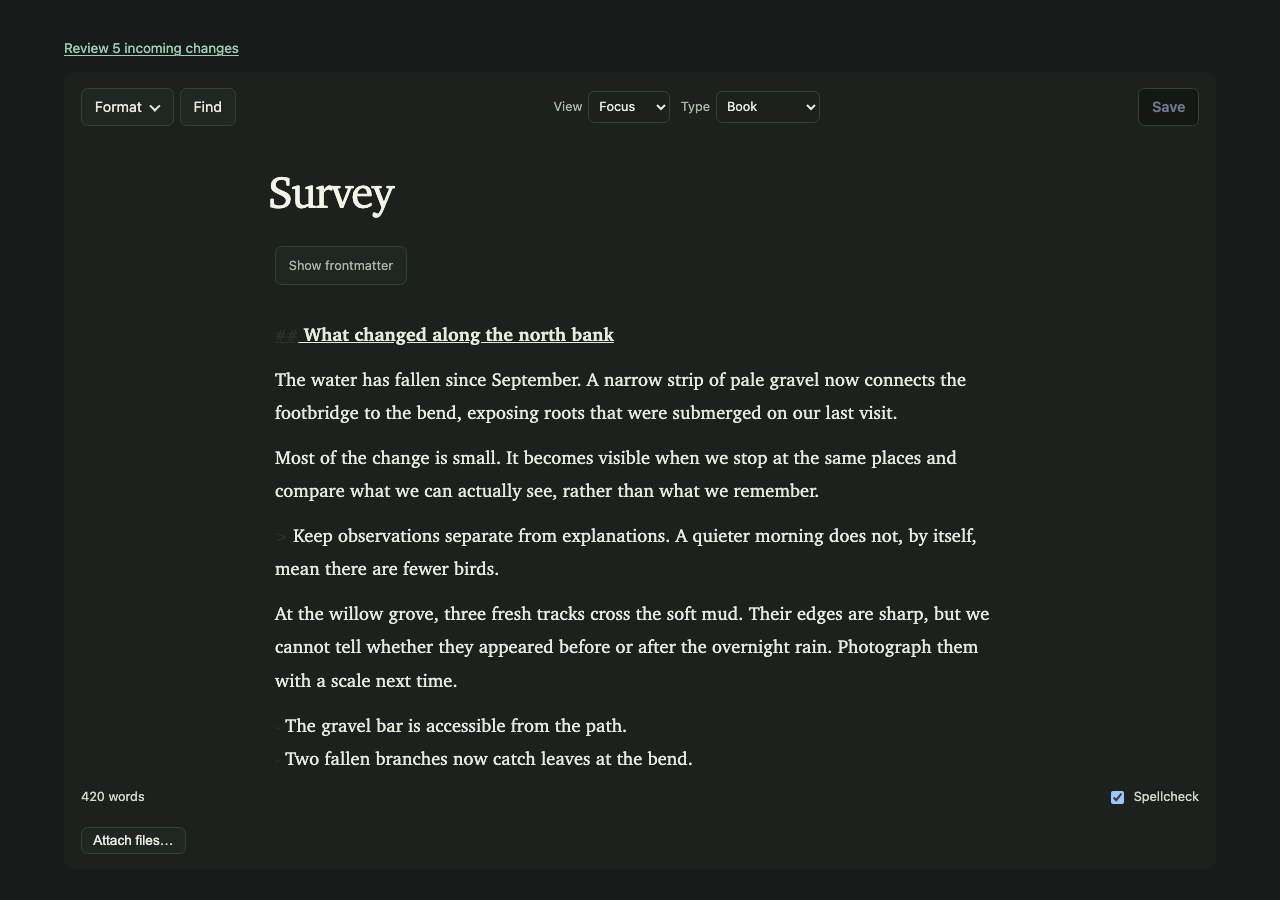 Review 5 incoming changes
Format Find View Focus Type Book Save
Survey
Show frontmatter
## What changed along the north bank
The water has fallen since September. A narrow strip of pale gravel now connects the
footbridge to the bend, exposing roots that were submerged on our last visit.
Most of the change is small. It becomes visible when we stop at the same places and
compare what we can actually see, rather than what we remember.
> Keep observations separate from explanations. A quieter morning does not, by itself,
mean there are fewer birds.
At the willow grove, three fresh tracks cross the soft mud. Their edges are sharp, but we
cannot tell whether they appeared before or after the overnight rain. Photograph them
with a scale next time.
- The gravel bar is accessible from the path.
- Two fallen branches now catch leaves at the bend.
420 words Spellcheck
Attach files…